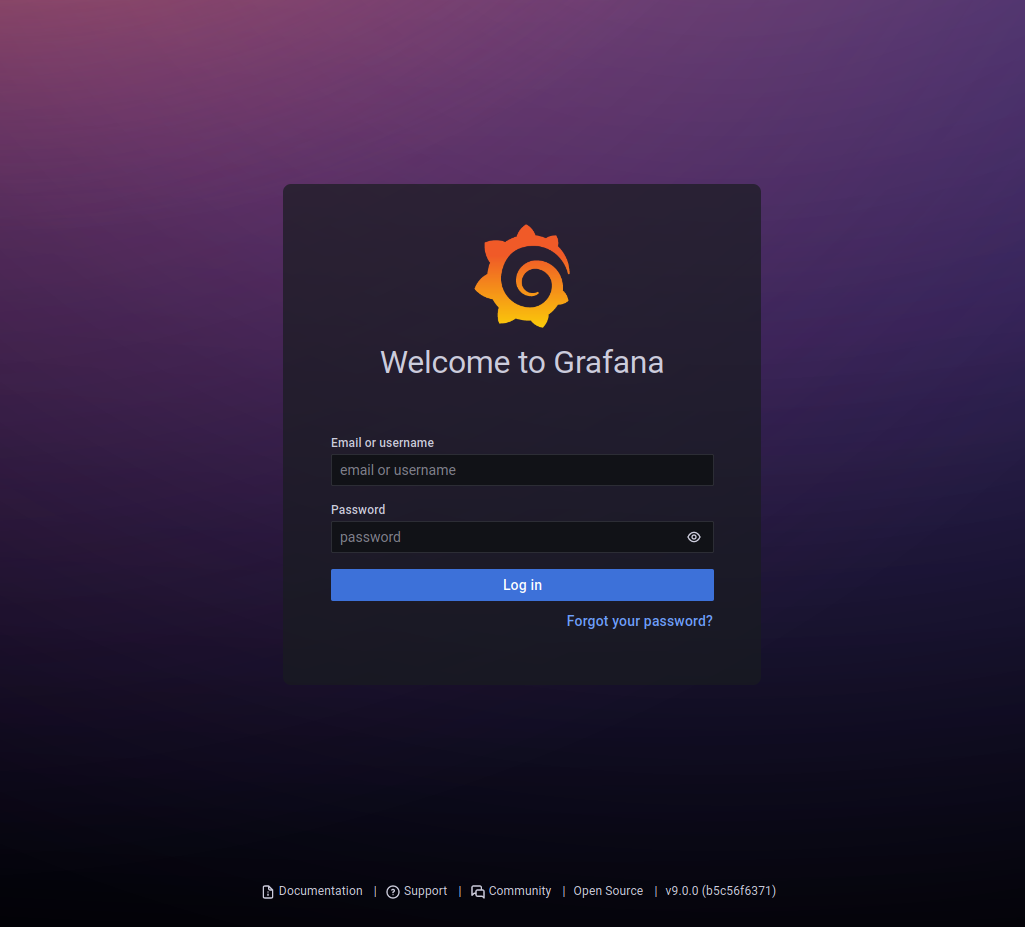 Welcome to Grafana
Email or username
email or username
Password
password
Log in
Forgot your password?
Documentation | Support | Community | Open Source | v9.0.0 (b5c56f6371)